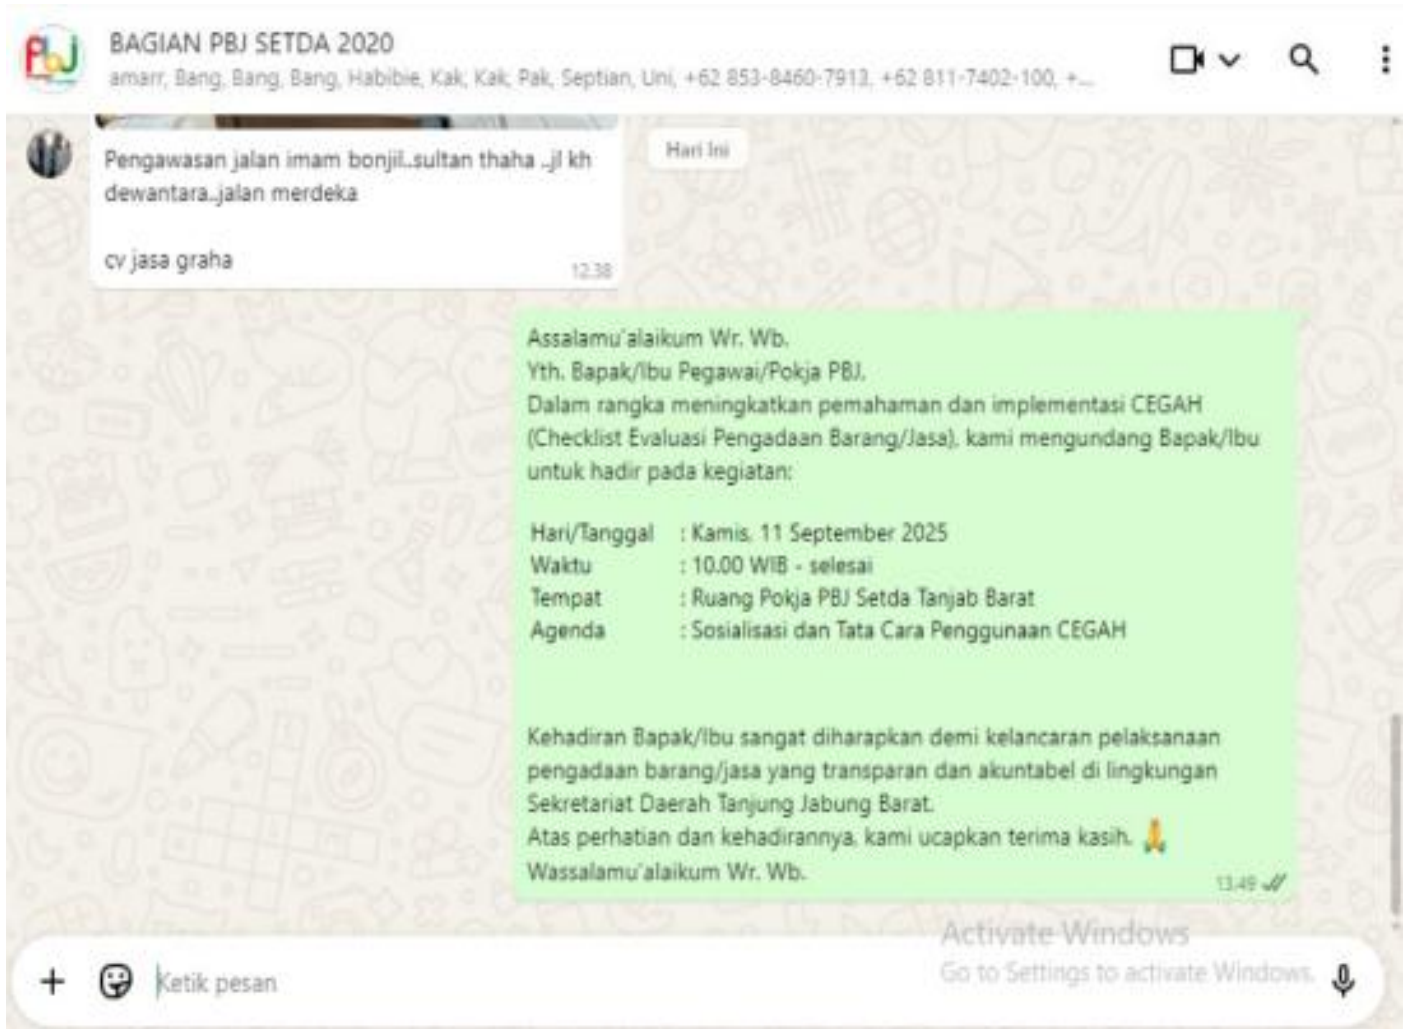 BAGIAN PBJ SETDA 2020
amarr, Bang, Bang, Bang, Habibie, Kak, Kak, Pak, Septian, Uni, +62 853-8460-7913, +62 811-7402-100, +...
Hari Ini
Pengawasan jalan imam bonjil..sultan thaha ..jl kh
dewantara..jalan merdeka
cv jasa graha
12.38
Assalamu'alaikum Wr. Wb.
Yth. Bapak/Ibu Pegawai/Pokja PBJ,
Dalam rangka meningkatkan pemahaman dan implementasi CEGAH
(Checklist Evaluasi Pengadaan Barang/Jasa), kami mengundang Bapak/Ibu
untuk hadir pada kegiatan:
Hari/Tanggal : Kamis, 11 September 2025
Waktu : 10.00 WIB - selesai
Tempat : Ruang Pokja PBJ Setda Tanjab Barat
Agenda : Sosialisasi dan Tata Cara Penggunaan CEGAH
Kehadiran Bapak/Ibu sangat diharapkan demi kelancaran pelaksanaan
pengadaan barang/jasa yang transparan dan akuntabel di lingkungan
Sekretariat Daerah Tanjung Jabung Barat.
Atas perhatian dan kehadirannya, kami ucapkan terima kasih. 🙏
Wassalamu'alaikum Wr. Wb.
13.49
Activate Windows
Go to Settings to activate Windows.
Ketik pesan